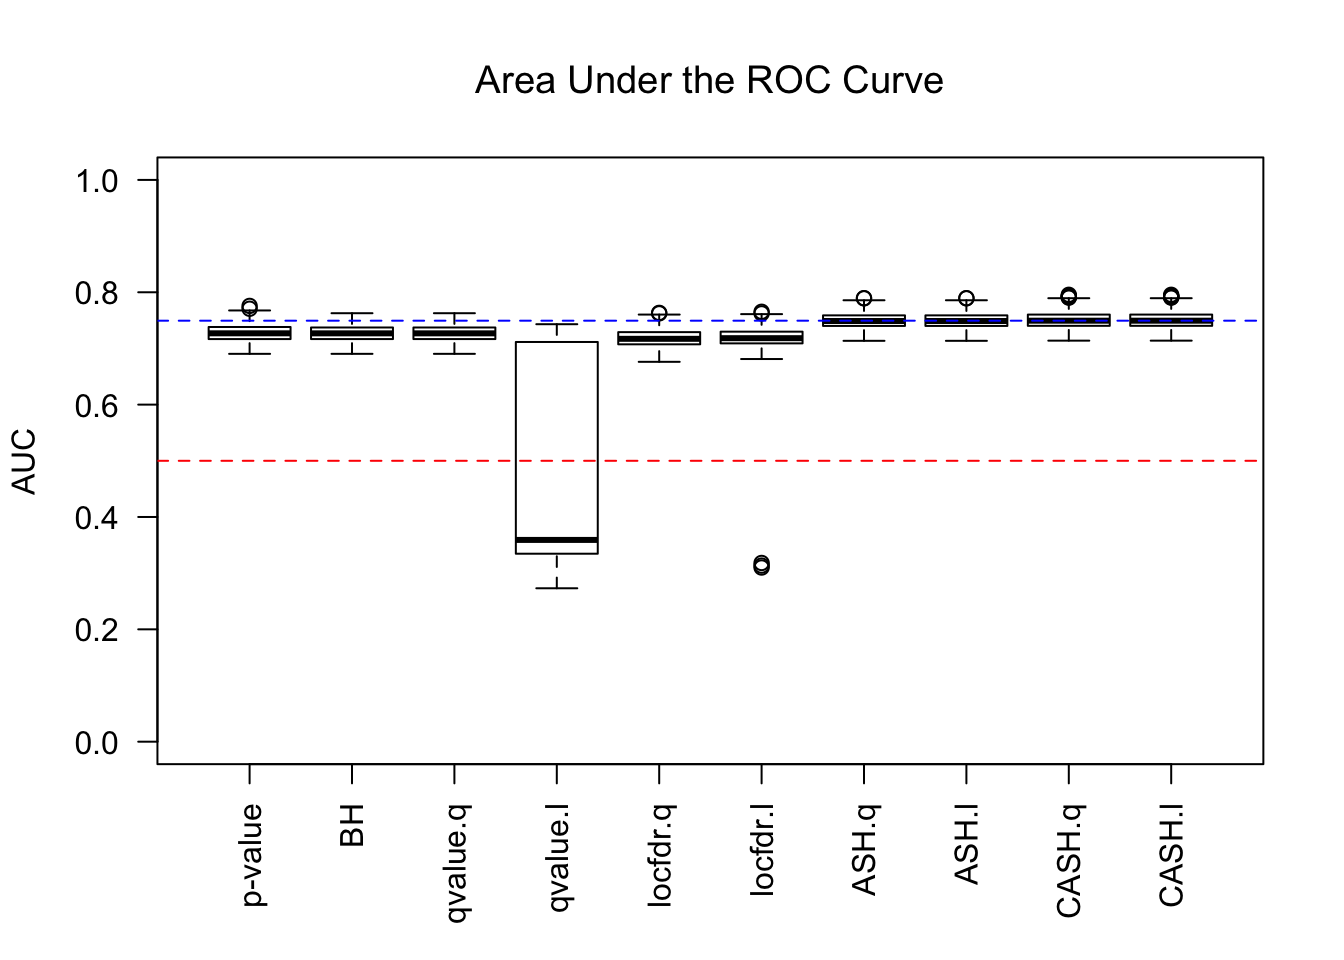 Area Under the ROC Curve
AUC
1.0
0.8
0.6
0.4
0.2
0.0
p-value
BH
qvalue.q
qvalue.l
locfdr.q
locfdr.l
ASH.q
ASH.l
CASH.q
CASH.l